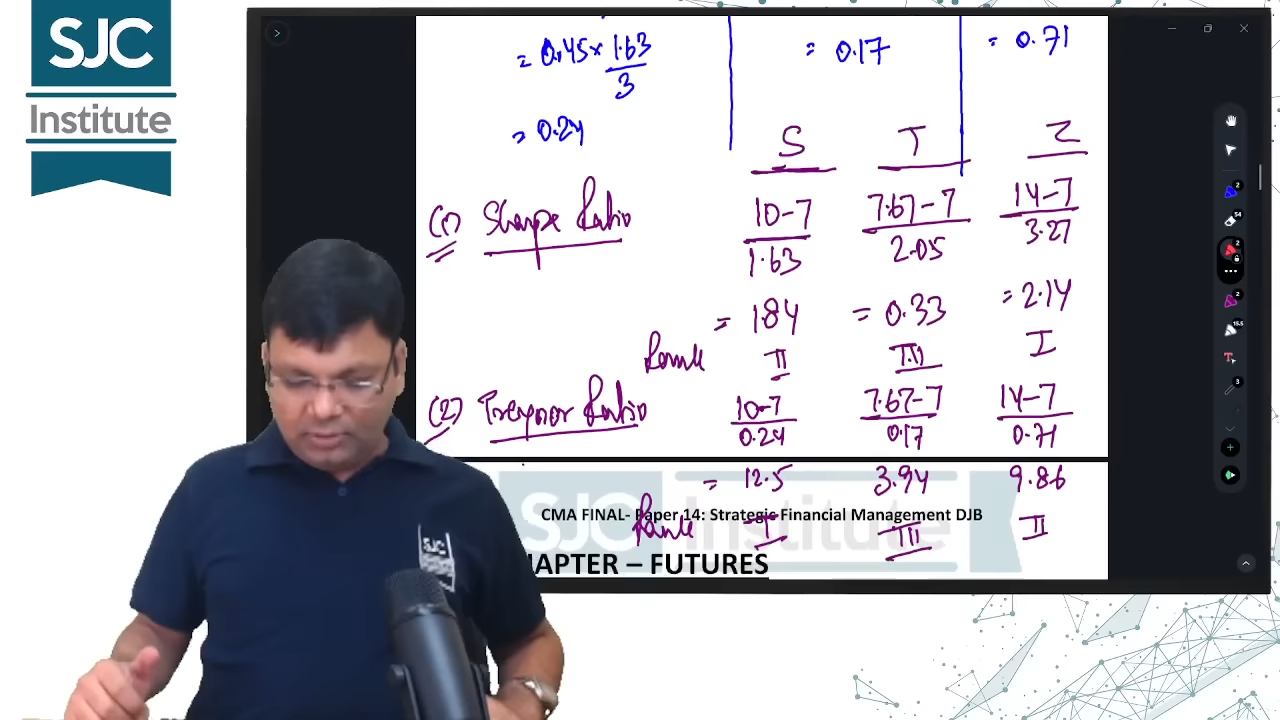 SJC
Institute
= 0.45 × 1.63/3
= 0.24
= 0.17
= 0.71
S T Z
(1) Sharpe Ratio
10-7/1.63 7.67-7/2.05 14-7/3.27
= 1.84 = 0.33 = 2.14
Rank II III I
(2) Treynor Ratio
10-7/0.24 7.67-7/0.17 14-7/0.71
= 12.5 3.94 9.86
CMA FINAL- Paper 14: Strategic Financial Management DJB
Rank I III II
HAPTER – FUTURES
SJC